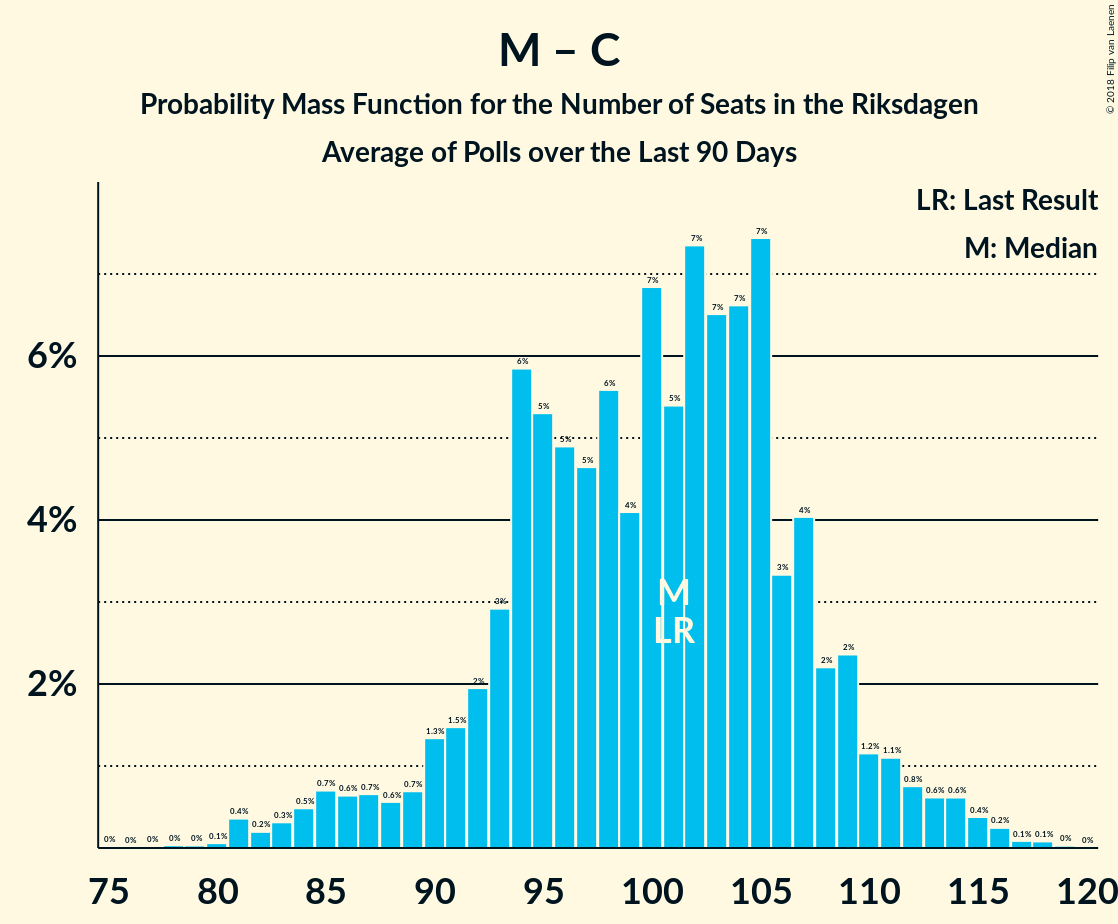 © 2018 Filip van Laenen
M – C
Probability Mass Function for the Number of Seats in the Riksdagen
Average of Polls over the Last 90 Days
LR: Last Result
M: Median
6%
4%
2%
0% 0% 0% 0% 0% 0.1% 0.4% 0.2% 0.3% 0.5% 0.7% 0.6% 0.7% 0.6% 0.7% 1.3% 1.5% 2% 3% 6% 5% 5% 5% 6% 4% 7% 5% 7% 7% 7% 7% 3% 4% 2% 2% 1.2% 1.1% 0.8% 0.6% 0.6% 0.4% 0.2% 0.1% 0.1% 0% 0%
M
LR
75 80 85 90 95 100 105 110 115 120